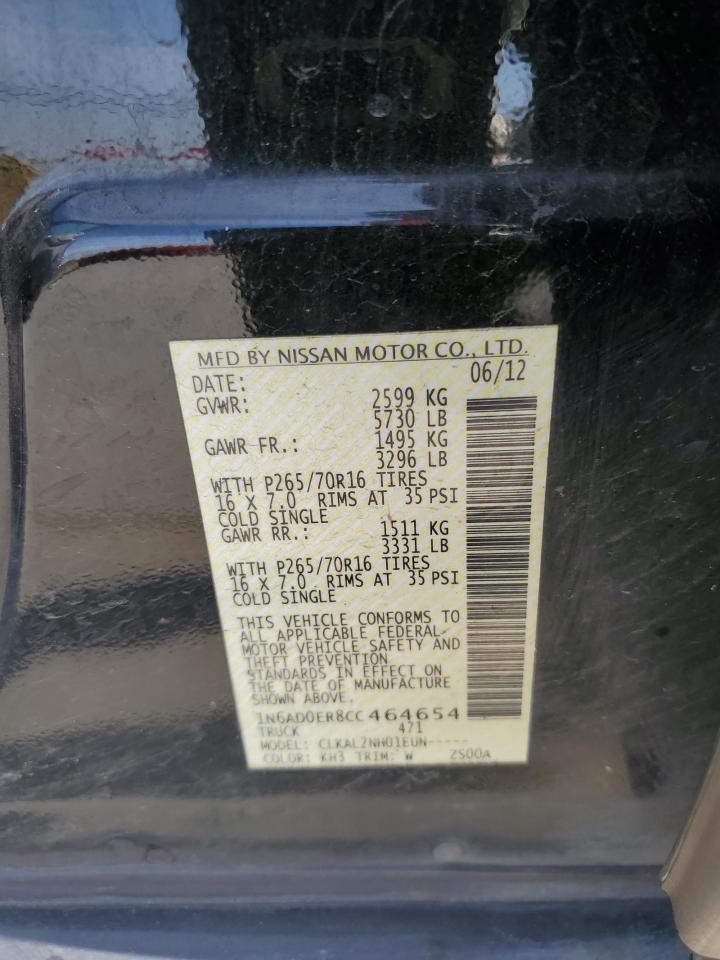 MFD BY NISSAN MOTOR CO., LTD.
DATE: 06/12
GVWR: 2599 KG
5730 LB
GAWR FR.: 1495 KG
3296 LB
WITH P265/70R16 TIRES
16 X 7.0 RIMS AT 35 PSI
COLD SINGLE
GAWR RR.: 1511 KG
3331 LB
WITH P265/70R16 TIRES
16 X 7.0 RIMS AT 35 PSI
COLD SINGLE
THIS VEHICLE CONFORMS TO
ALL APPLICABLE FEDERAL
MOTOR VEHICLE SAFETY AND
THEFT PREVENTION
STANDARDS IN EFFECT ON
THE DATE OF MANUFACTURE
SHOWN ABOVE.
1N6AD0ER8CC464654
TRUCK 471
MODEL: CLKAL2NH01EUN-----
COLOR: KH3 TRIM: W ZS00A